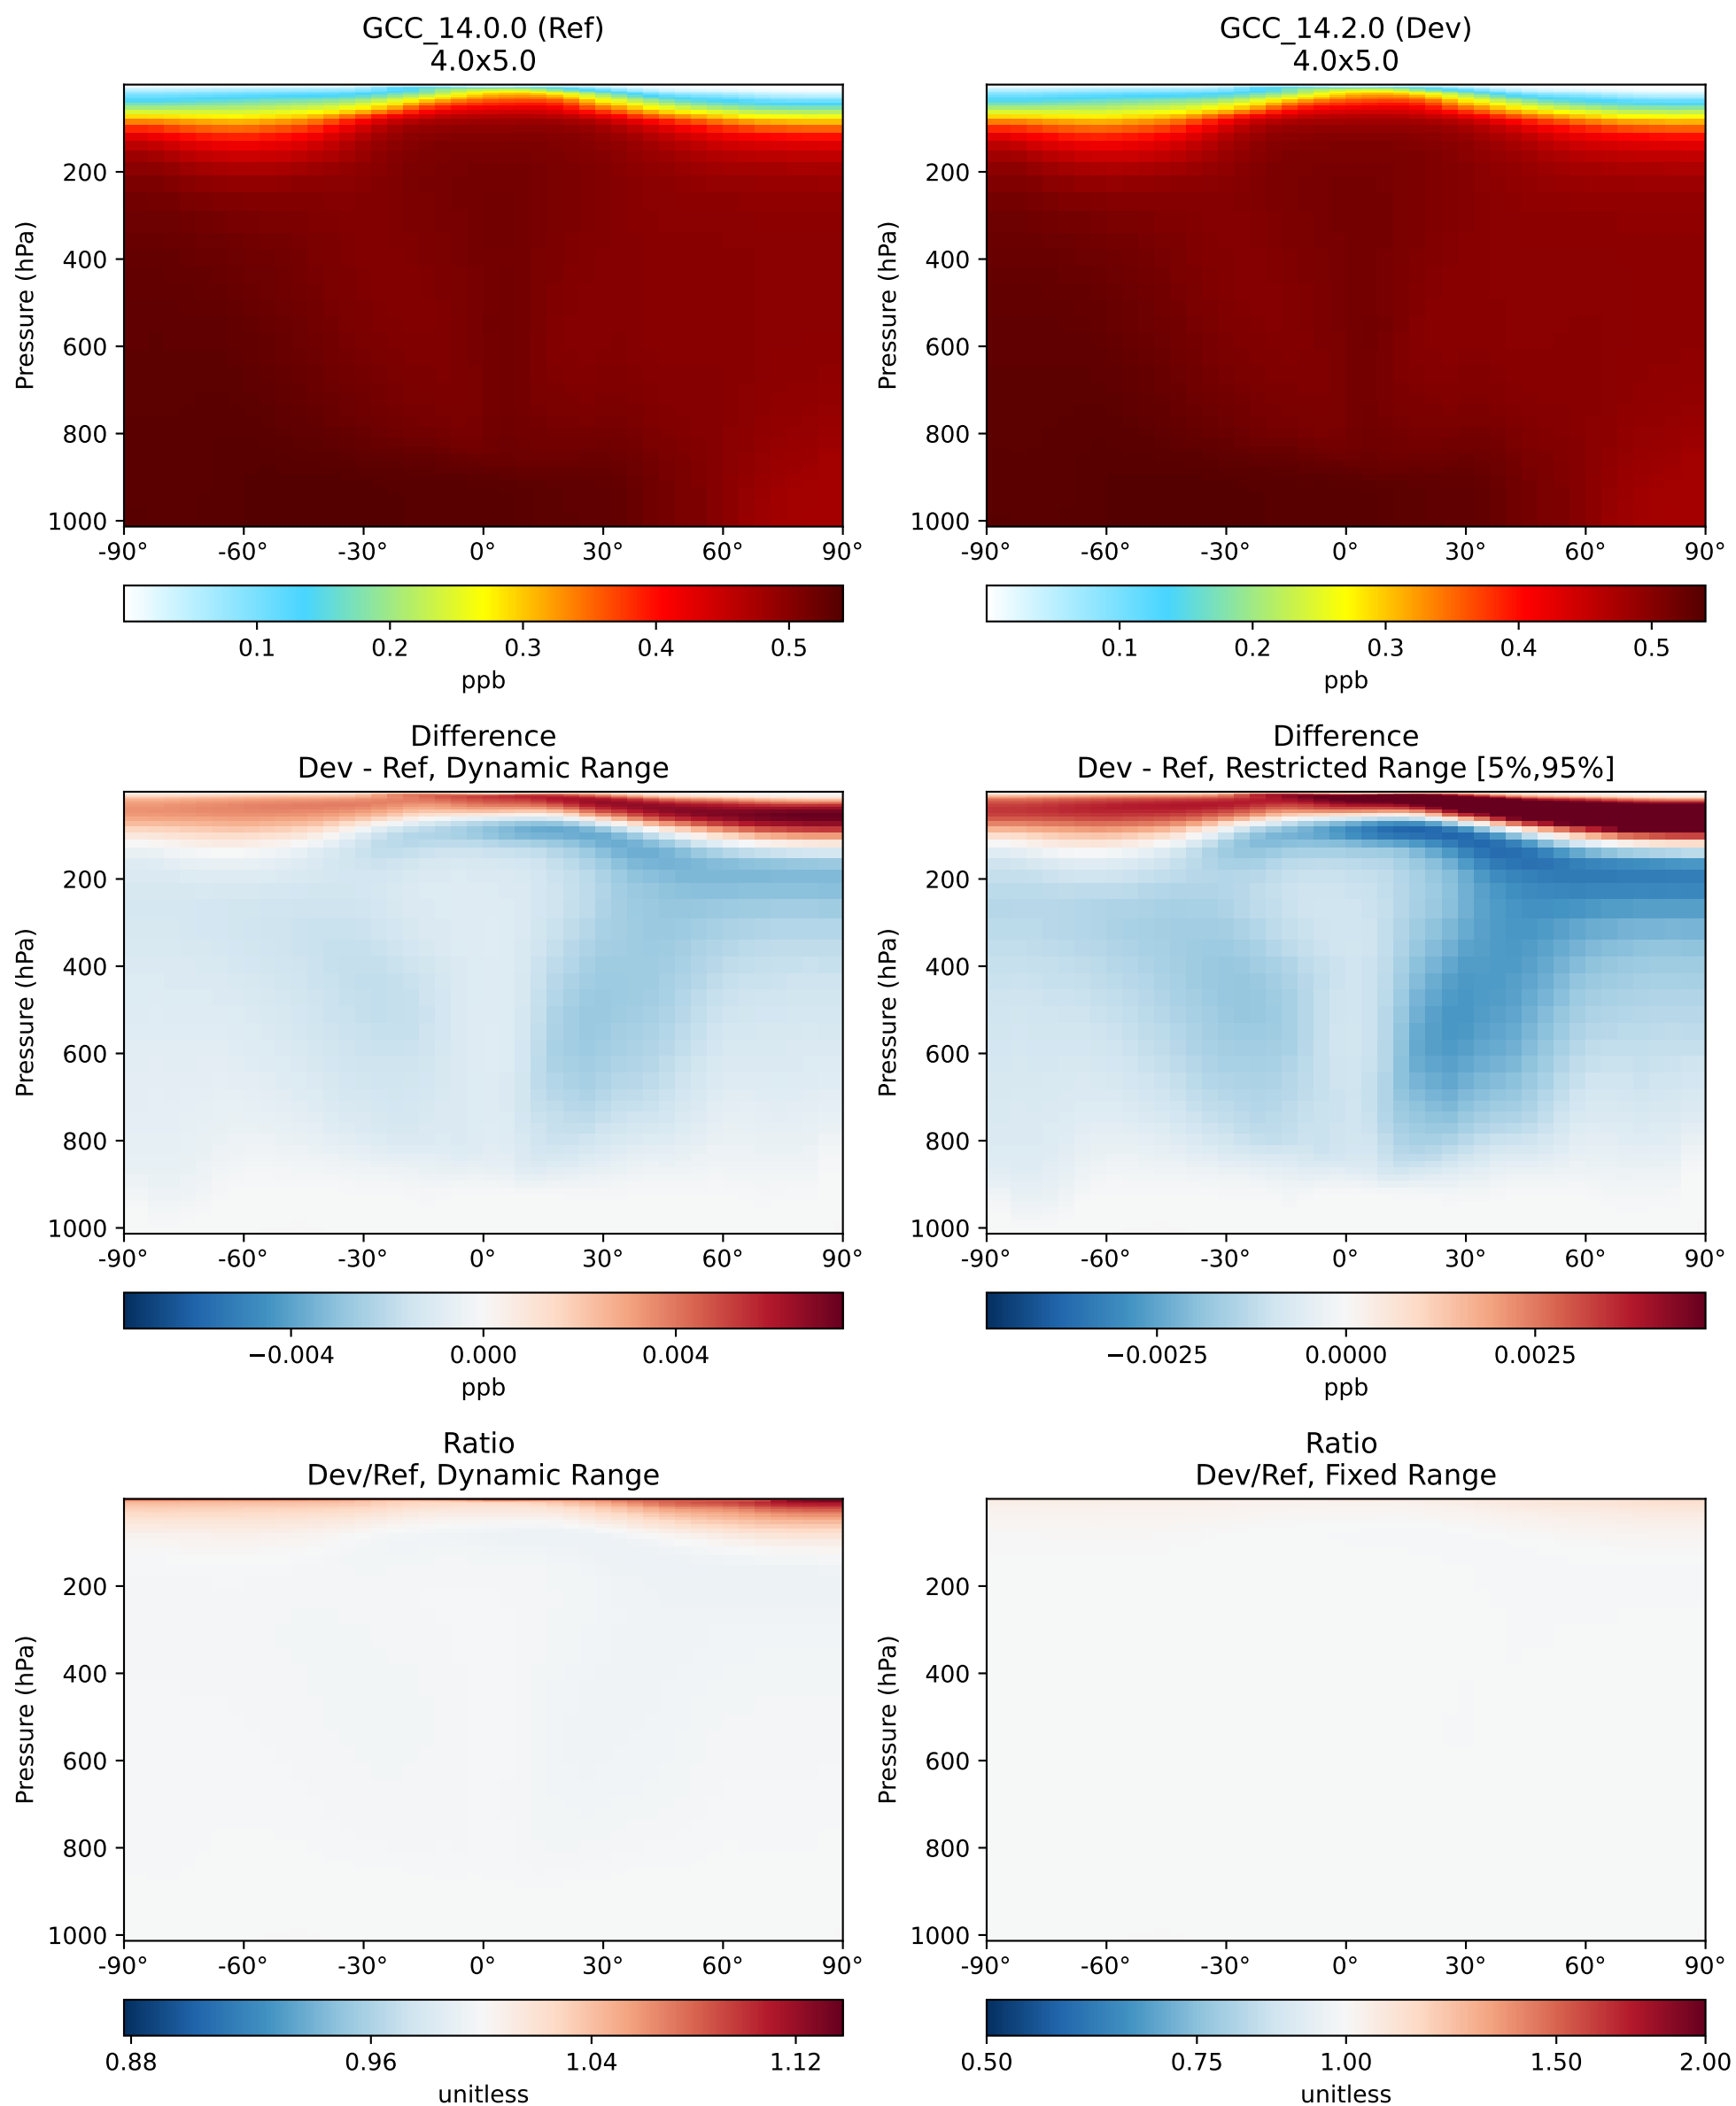 GCC_14.0.0 (Ref)
4.0x5.0
Pressure (hPa)
200
400
600
800
1000
-90° -60° -30° 0° 30° 60° 90°
0.1 0.2 0.3 0.4 0.5
ppb
GCC_14.2.0 (Dev)
4.0x5.0
Pressure (hPa)
200
400
600
800
1000
-90° -60° -30° 0° 30° 60° 90°
0.1 0.2 0.3 0.4 0.5
ppb
Difference
Dev - Ref, Dynamic Range
Pressure (hPa)
200
400
600
800
1000
-90° -60° -30° 0° 30° 60° 90°
−0.004 0.000 0.004
ppb
Difference
Dev - Ref, Restricted Range [5%,95%]
Pressure (hPa)
200
400
600
800
1000
-90° -60° -30° 0° 30° 60° 90°
−0.0025 0.0000 0.0025
ppb
Ratio
Dev/Ref, Dynamic Range
Pressure (hPa)
200
400
600
800
1000
-90° -60° -30° 0° 30° 60° 90°
0.88 0.96 1.04 1.12
unitless
Ratio
Dev/Ref, Fixed Range
Pressure (hPa)
200
400
600
800
1000
-90° -60° -30° 0° 30° 60° 90°
0.50 0.75 1.00 1.50 2.00
unitless